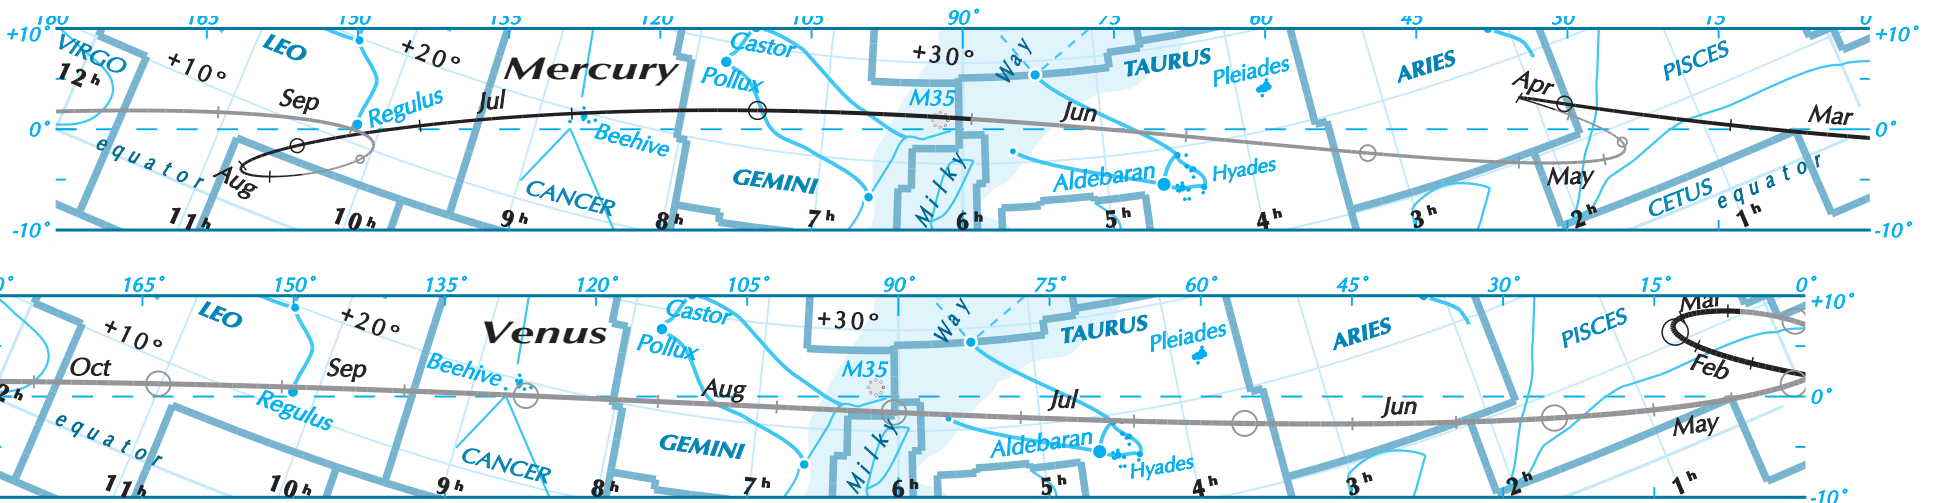 180 165 150 135 120 105 90° 75 60 45 30 15 0
+10° VIRGO LEO +20° Castor +30° Way TAURUS Pleiades ARIES PISCES +10°
12h +10° Mercury Pollux
Sep Regulus Jul M35 Jun Apr Mar
0° Beehive 0°
equator Aug CANCER GEMINI Milky Aldebaran Hyades May CETUS equator
-10° 11h 10h 9h 8h 7h 6h 5h 4h 3h 2h 1h -10°
0° 165° 150° 135° 120° 105° 90° 75° 60° 45° 30° 15° 0°
+10° LEO +20° Venus Castor +30° Way TAURUS Pleiades ARIES PISCES Mar +10°
Pollux
Oct Sep Beehive Aug M35 Jul Jun Feb
2h Regulus 0°
equator CANCER GEMINI Milky Aldebaran Hyades May
11h 10h 9h 8h 7h 6h 5h 4h 3h 2h 1h -10°